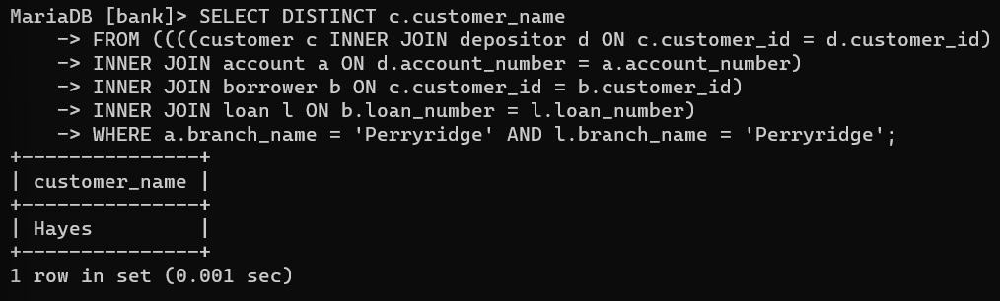 MariaDB [bank]> SELECT DISTINCT c.customer_name
    -> FROM ((((customer c INNER JOIN depositor d ON c.customer_id = d.customer_id)
    -> INNER JOIN account a ON d.account_number = a.account_number)
    -> INNER JOIN borrower b ON c.customer_id = b.customer_id)
    -> INNER JOIN loan l ON b.loan_number = l.loan_number)
    -> WHERE a.branch_name = 'Perryridge' AND l.branch_name = 'Perryridge';
+---------------+
| customer_name |
+---------------+
| Hayes         |
+---------------+
1 row in set (0.001 sec)